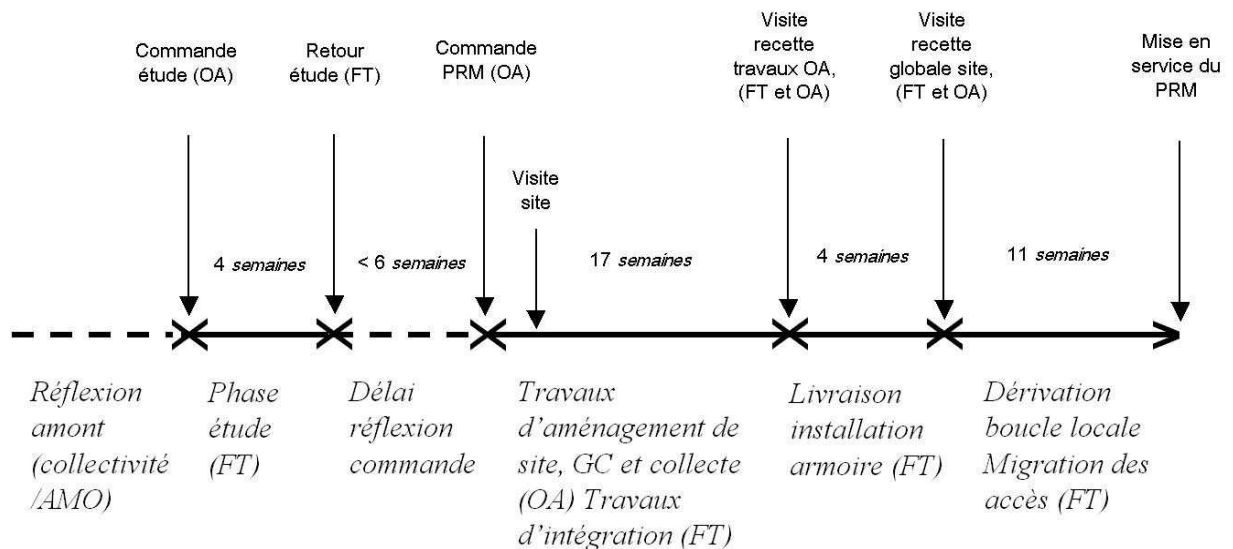 Commande
étude (OA)
Retour
étude (FT)
Commande
PRM (OA)
Visite
site
Visite
recette
travaux OA,
(FT et OA)
Visite
recette
globale site,
(FT et OA)
Mise en
service du
PRM
4 semaines
< 6 semaines
17 semaines
4 semaines
11 semaines
Réflexion
amont
(collectivité
/AMO)
Phase
étude
(FT)
Délai
réflexion
commande
Travaux
d'aménagement de
site, GC et collecte
(OA) Travaux
d'intégration (FT)
Livraison
installation
armoire (FT)
Dérivation
boucle locale
Migration des
accès (FT)